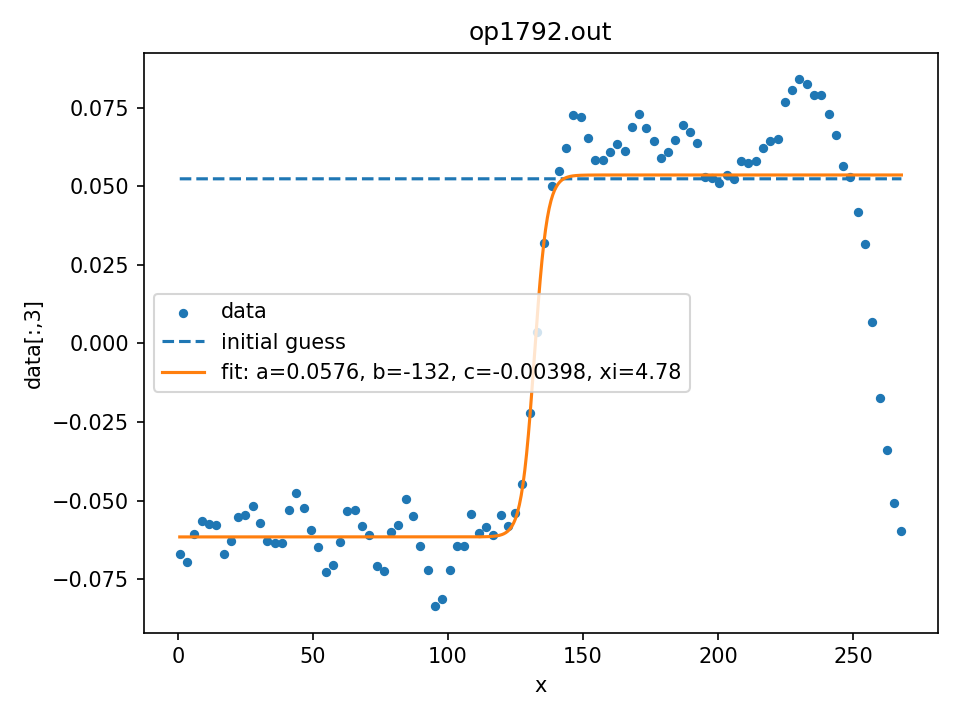 op1792.out
0.075
0.050
0.025
0.000
−0.025
−0.050
−0.075
data[:,3]
data
initial guess
fit: a=0.0576, b=-132, c=-0.00398, xi=4.78
0 50 100 150 200 250
x